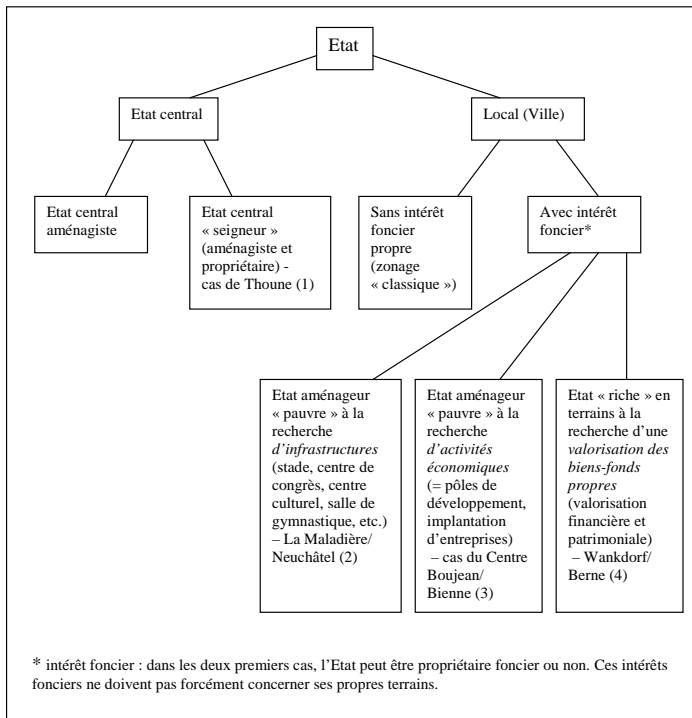 Etat
Etat central
Local (Ville)
Etat central
aménagiste
Etat central
« seigneur »
(aménagiste et
propriétaire) -
cas de Thoune (1)
Sans intérêt
foncier
propre
(zonage
« classique »)
Avec intérêt
foncier*
Etat aménageur
« pauvre » à la
recherche
d'infrastructures
(stade, centre de
congrès, centre
culturel, salle de
gymnastique, etc.)
– La Maladière/
Neuchâtel (2)
Etat aménageur
« pauvre » à la
recherche
d'activités
économiques
(= pôles de
développement,
implantation
d'entreprises)
– cas du Centre
Boujean/
Bienne (3)
Etat « riche » en
terrains à la
recherche d'une
valorisation des
biens-fonds
propres
(valorisation
financière et
patrimoniale)
– Wankdorf/
Berne (4)
* intérêt foncier : dans les deux premiers cas, l'Etat peut être propriétaire foncier ou non. Ces intérêts
fonciers ne doivent pas forcément concerner ses propres terrains.